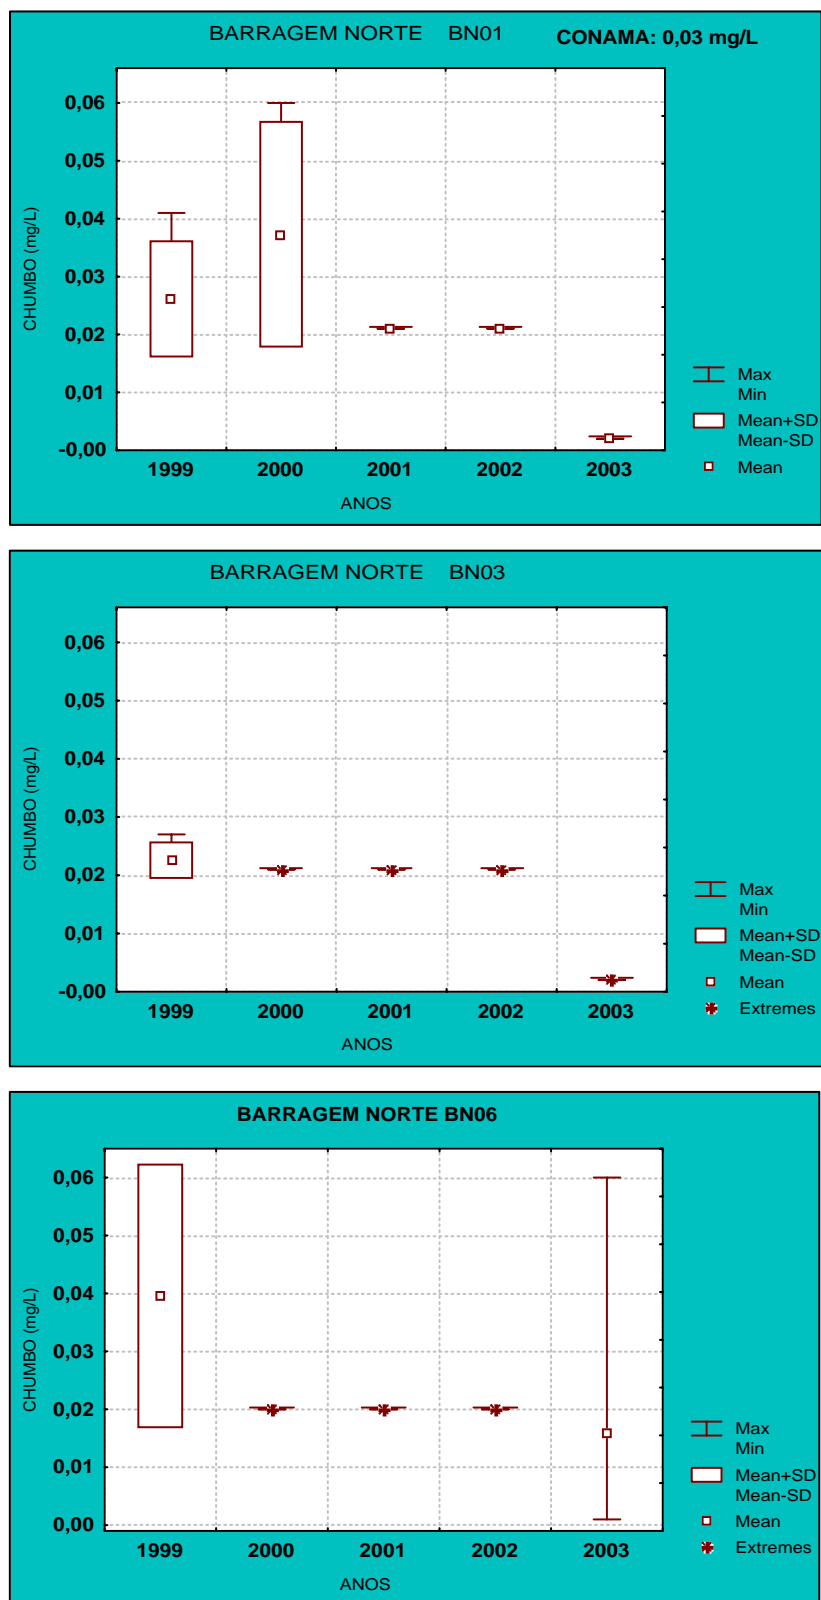 BARRAGEM NORTE BN01 CONAMA: 0,03 mg/L
CHUMBO (mg/L)
0,06
0,05
0,04
0,03
0,02
0,01
-0,00
1999 2000 2001 2002 2003
ANOS
Max
Min
Mean+SD
Mean-SD
Mean
BARRAGEM NORTE BN03
CHUMBO (mg/L)
0,06
0,05
0,04
0,03
0,02
0,01
-0,00
1999 2000 2001 2002 2003
ANOS
Max
Min
Mean+SD
Mean-SD
Mean
Extremes
BARRAGEM NORTE BN06
CHUMBO (mg/L)
0,06
0,05
0,04
0,03
0,02
0,01
0,00
1999 2000 2001 2002 2003
ANOS
Max
Min
Mean+SD
Mean-SD
Mean
Extremes